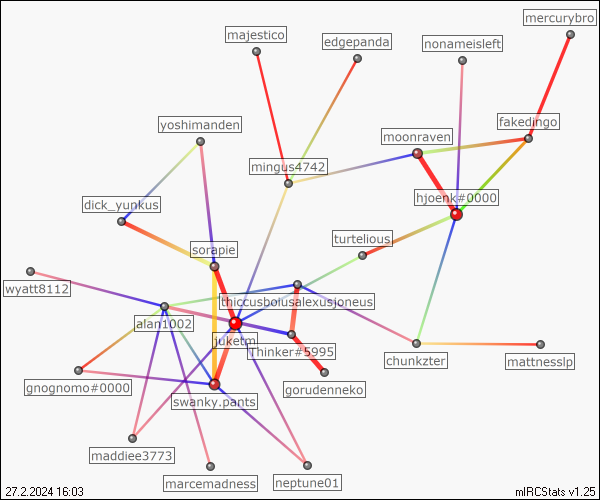 mercurybro
majestico
edgepanda
nonameisleft
yoshimanden
fakedingo
moonraven
mingus4742
dick_yunkus
hjoenk#0000
turtelious
sorapie
wyatt8112
thiccusboiusalexusjoneus
alan1002
juketm
Thinker#5995
chunkzter
mattnesslp
gnognomo#0000
gorudenneko
swanky.pants
maddiee3773
marcemadness
neptune01
27.2.2024 16:03
mIRCStats v1.25